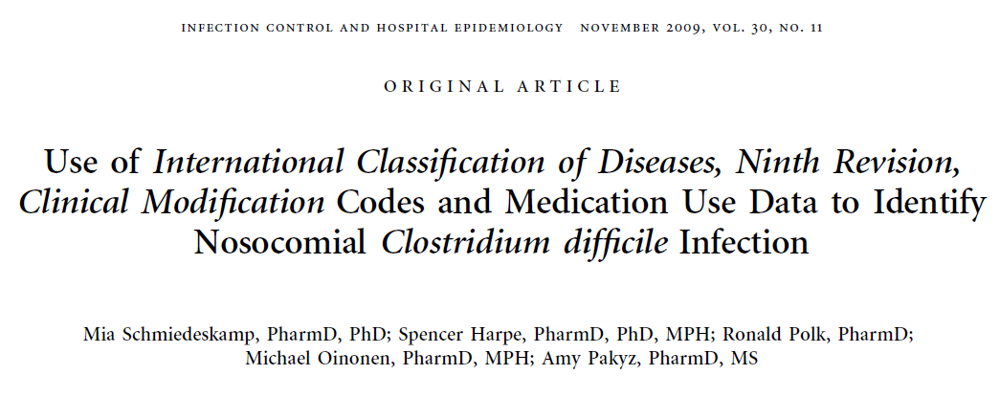 INFECTION CONTROL AND HOSPITAL EPIDEMIOLOGY NOVEMBER 2009, VOL. 30, NO. 11
ORIGINAL ARTICLE
Use of International Classification of Diseases, Ninth Revision,
Clinical Modification Codes and Medication Use Data to Identify
Nosocomial Clostridium difficile Infection
Mia Schmiedeskamp, PharmD, PhD; Spencer Harpe, PharmD, PhD, MPH; Ronald Polk, PharmD;
Michael Oinonen, PharmD, MPH; Amy Pakyz, PharmD, MS